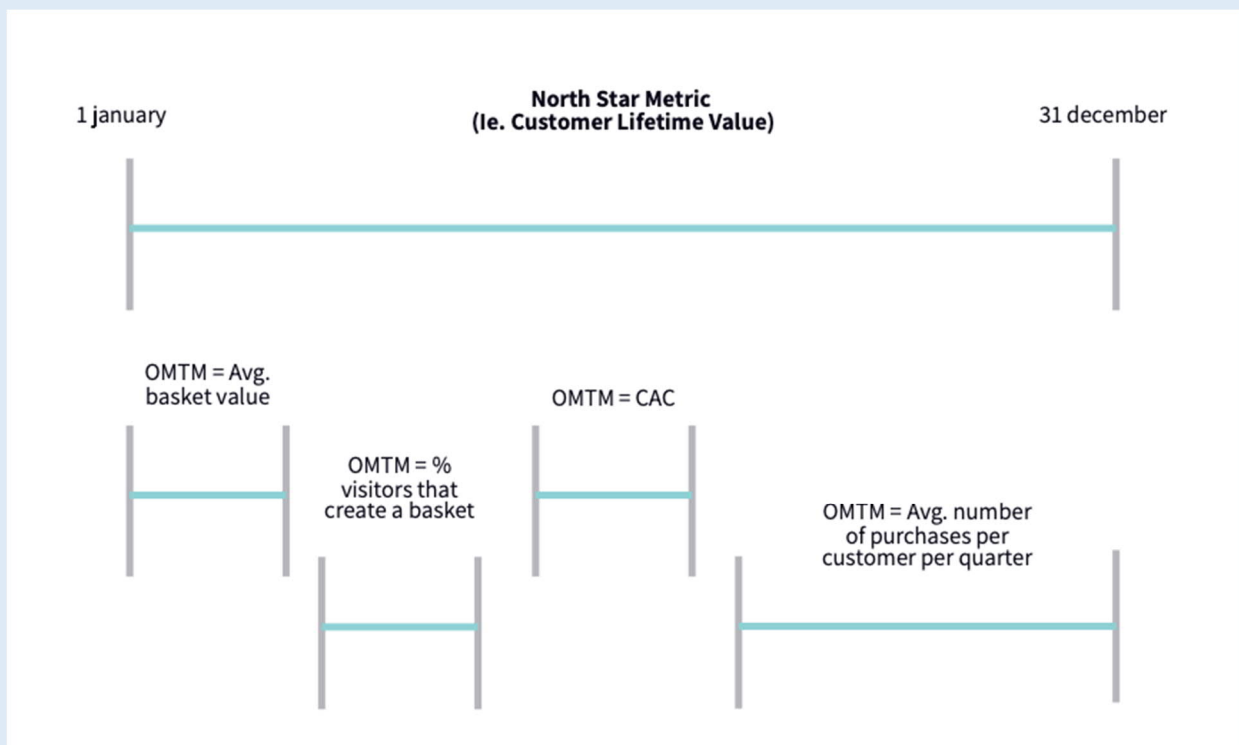 North Star Metric
(Ie. Customer Lifetime Value)
1 january
31 december
OMTM = Avg.
basket value
OMTM = CAC
OMTM = %
visitors that
create a basket
OMTM = Avg. number
of purchases per
customer per quarter